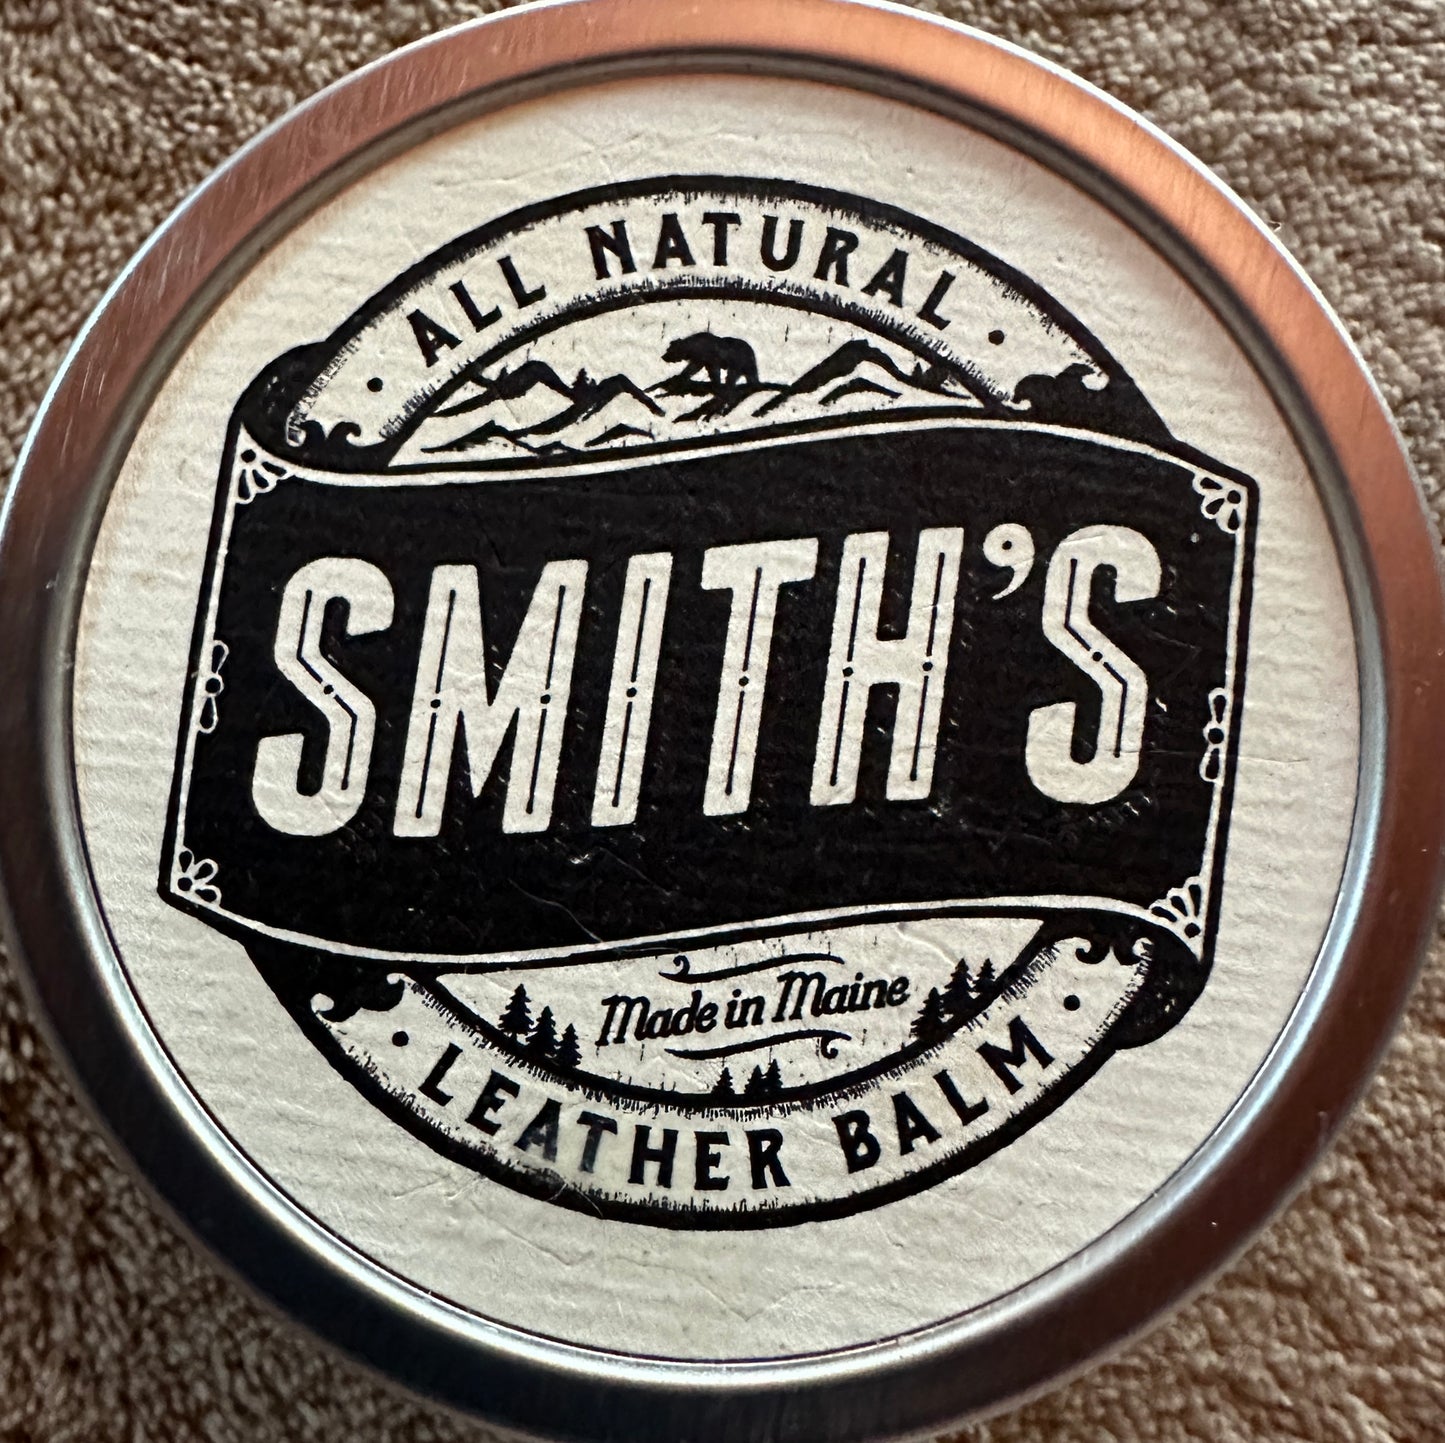 ALL NATURAL
SMITH'S
Made in Maine
LEATHER BALM